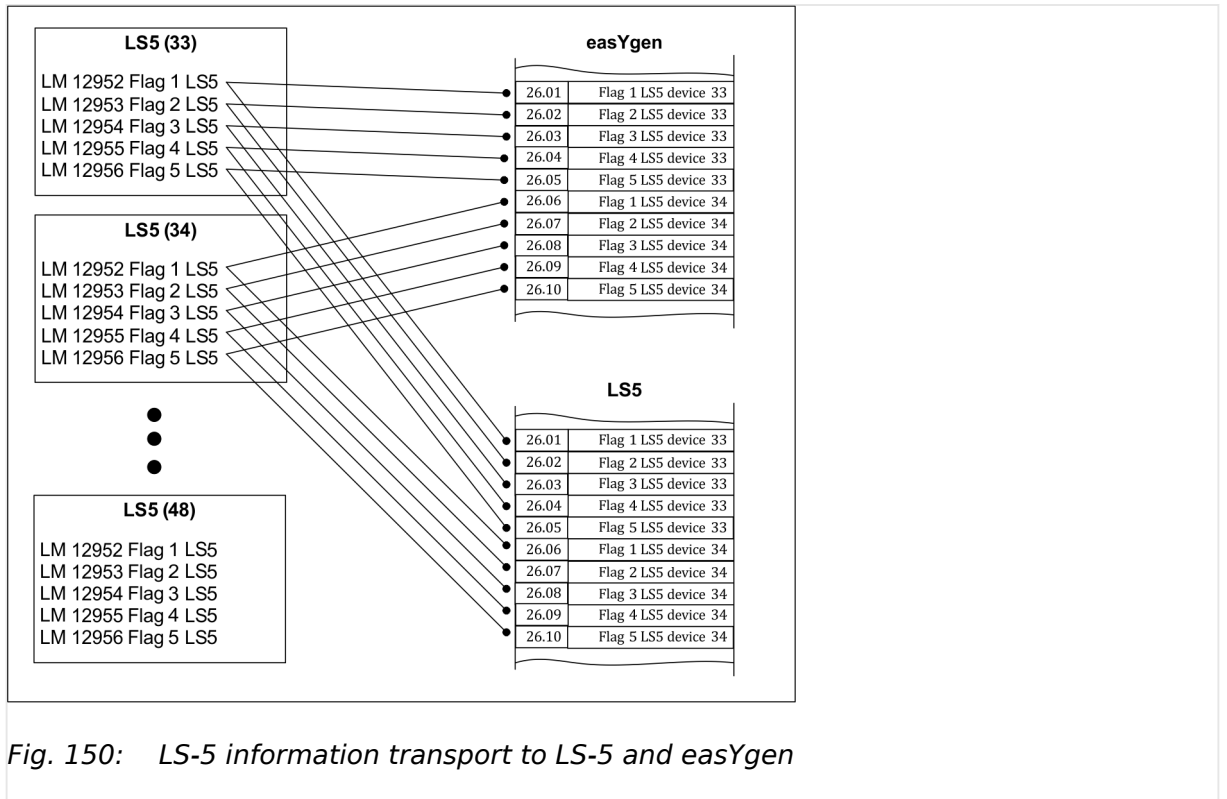 LS5 (33)
LM 12952 Flag 1 LS5
LM 12953 Flag 2 LS5
LM 12954 Flag 3 LS5
LM 12955 Flag 4 LS5
LM 12956 Flag 5 LS5
LS5 (34)
LM 12952 Flag 1 LS5
LM 12953 Flag 2 LS5
LM 12954 Flag 3 LS5
LM 12955 Flag 4 LS5
LM 12956 Flag 5 LS5
LS5 (48)
LM 12952 Flag 1 LS5
LM 12953 Flag 2 LS5
LM 12954 Flag 3 LS5
LM 12955 Flag 4 LS5
LM 12956 Flag 5 LS5
easYgen
26.01 Flag 1 LS5 device 33
26.02 Flag 2 LS5 device 33
26.03 Flag 3 LS5 device 33
26.04 Flag 4 LS5 device 33
26.05 Flag 5 LS5 device 33
26.06 Flag 1 LS5 device 34
26.07 Flag 2 LS5 device 34
26.08 Flag 3 LS5 device 34
26.09 Flag 4 LS5 device 34
26.10 Flag 5 LS5 device 34
LS5
26.01 Flag 1 LS5 device 33
26.02 Flag 2 LS5 device 33
26.03 Flag 3 LS5 device 33
26.04 Flag 4 LS5 device 33
26.05 Flag 5 LS5 device 33
26.06 Flag 1 LS5 device 34
26.07 Flag 2 LS5 device 34
26.08 Flag 3 LS5 device 34
26.09 Flag 4 LS5 device 34
26.10 Flag 5 LS5 device 34
Fig. 150: LS-5 information transport to LS-5 and easYgen